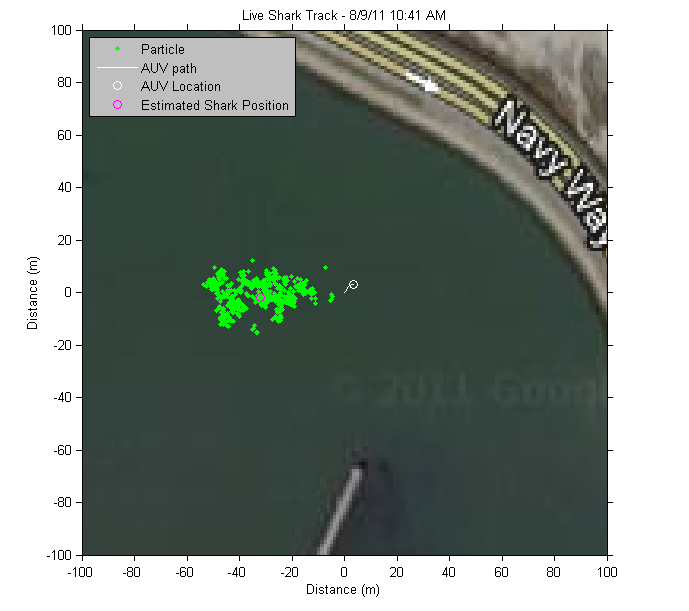 Live Shark Track - 8/9/11 10:41 AM
Particle
AUV path
AUV Location
Estimated Shark Position
Navy Way
© 2011 Goog
Distance (m)
100
80
60
40
20
0
-20
-40
-60
-80
-100
-100 -80 -60 -40 -20 0 20 40 60 80 100
Distance (m)